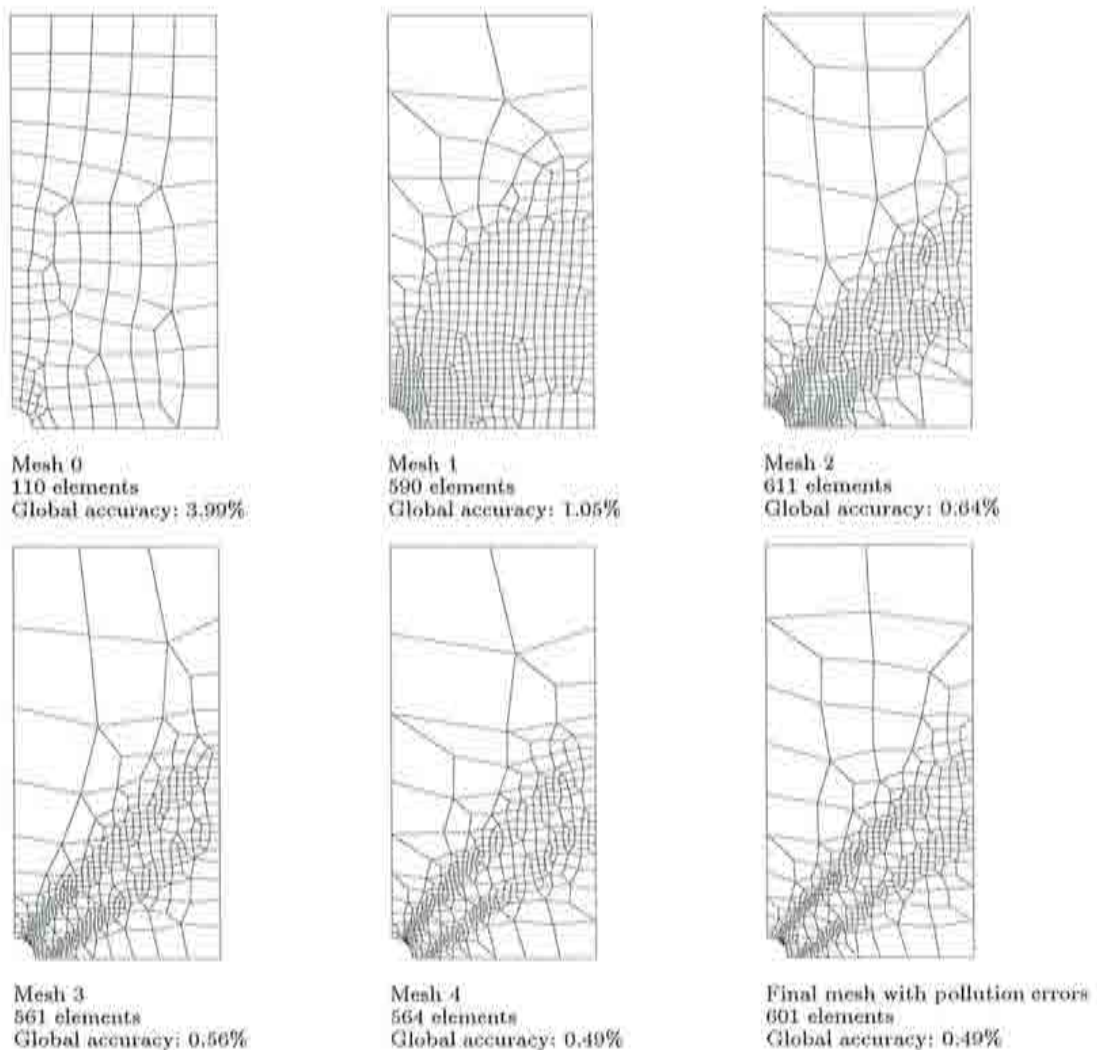 Mesh 0
110 elements
Global accuracy: 3.99%
Mesh 1
590 elements
Global accuracy: 1.05%
Mesh 2
611 elements
Global accuracy: 0.64%
Mesh 3
561 elements
Global accuracy: 0.56%
Mesh 4
564 elements
Global accuracy: 0.49%
Final mesh with pollution errors
601 elements
Global accuracy: 0.49%